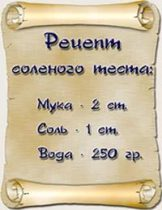 Рецепт
соленого теста:
Мука - 2 ст.
Соль - 1 ст.
Вода - 250 гр.